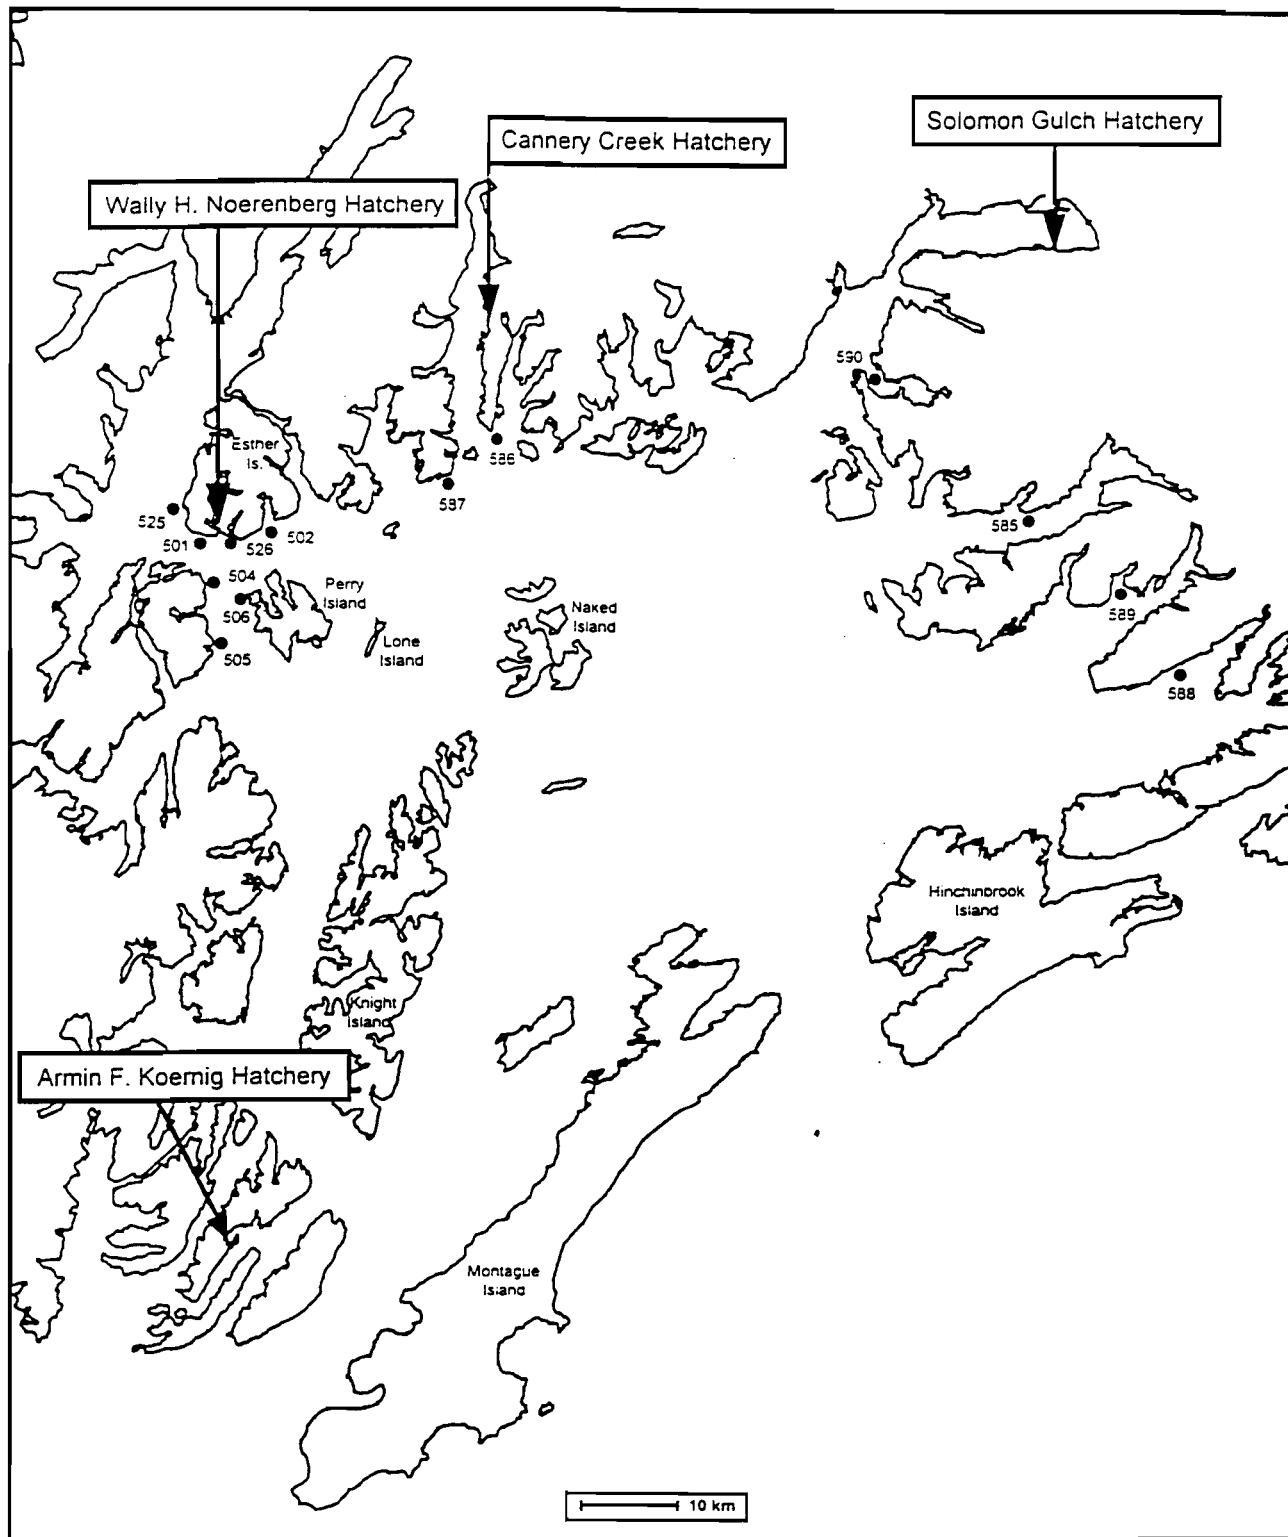 Solomon Gulch Hatchery
Cannery Creek Hatchery
Wally H. Noerenberg Hatchery
590
Esther
Is.
586
587
525
585
501
526
502
504
Perry
Island
506
589
Naked
Island
Lone
Island
505
588
Hinchinbrook
Island
Knight
Island
Armin F. Koernig Hatchery
Montague
Island
10 km